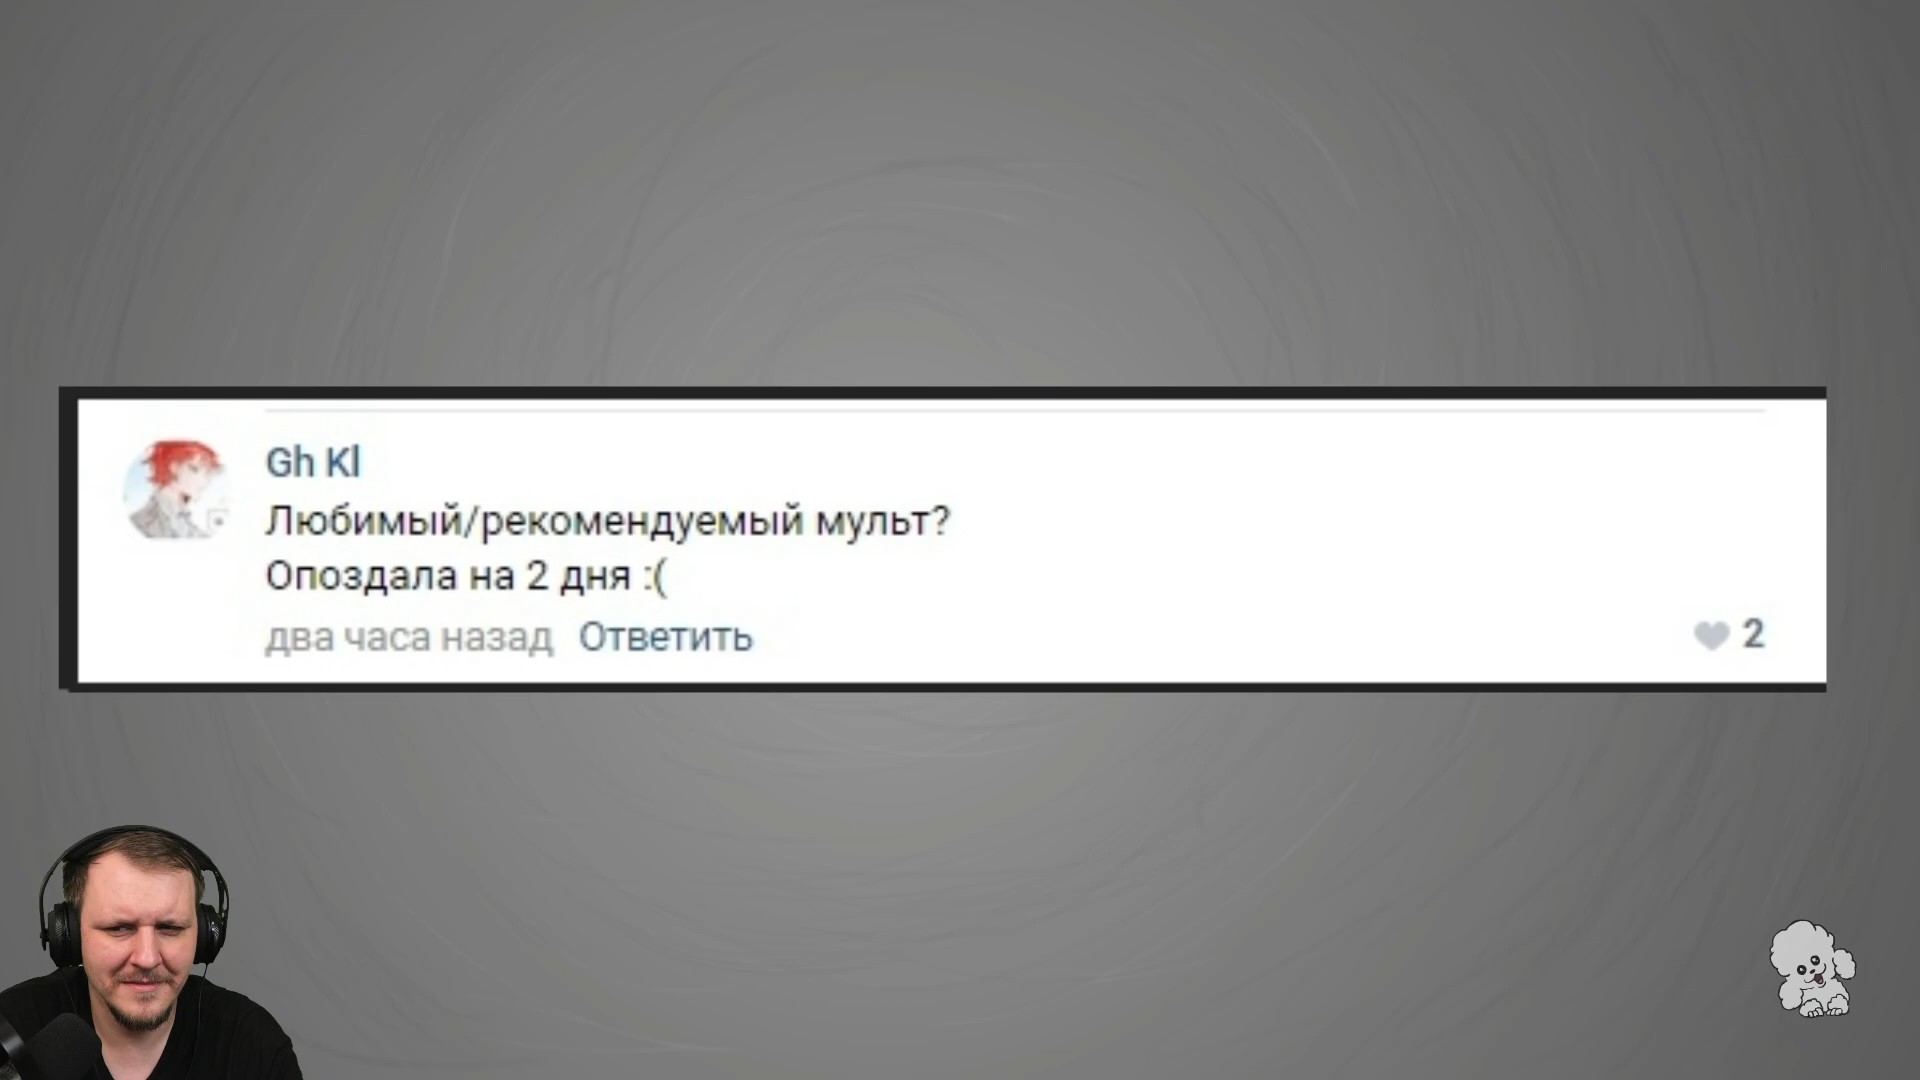 Gh Kl
Любимый/рекомендуемый мульт?
Опоздала на 2 дня :(
два часа назад Ответить
2